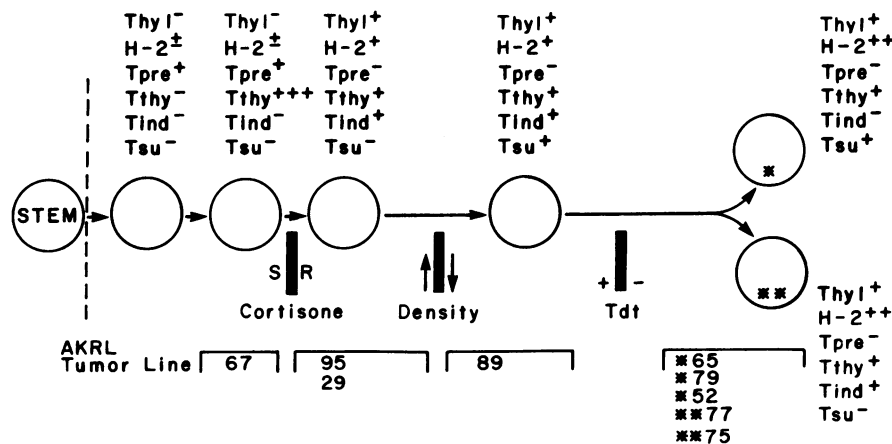 Thyl⁻
H-2±
Tpre⁺
Tthy⁻
Tind⁻
Tsu⁻
Thyl⁻
H-2±
Tpre⁺
Tthy⁺⁺⁺
Tind⁻
Tsu⁻
Thyl⁺
H-2⁺
Tpre⁻
Tthy⁺
Tind⁺
Tsu⁻
Thyl⁺
H-2⁺
Tpre⁻
Tthy⁺
Tind⁺
Tsu⁺
Thyl⁺
H-2⁺⁺
Tpre⁻
Tthy⁺
Tind⁻
Tsu⁺
*
STEM
**
S R
Cortisone
Density
+ -
Tdt
Thyl⁺
H-2⁺⁺
Tpre⁻
Tthy⁺
Tind⁺
Tsu⁻
AKRL
Tumor Line
67
95
29
89
*65
*79
*52
**77
**75